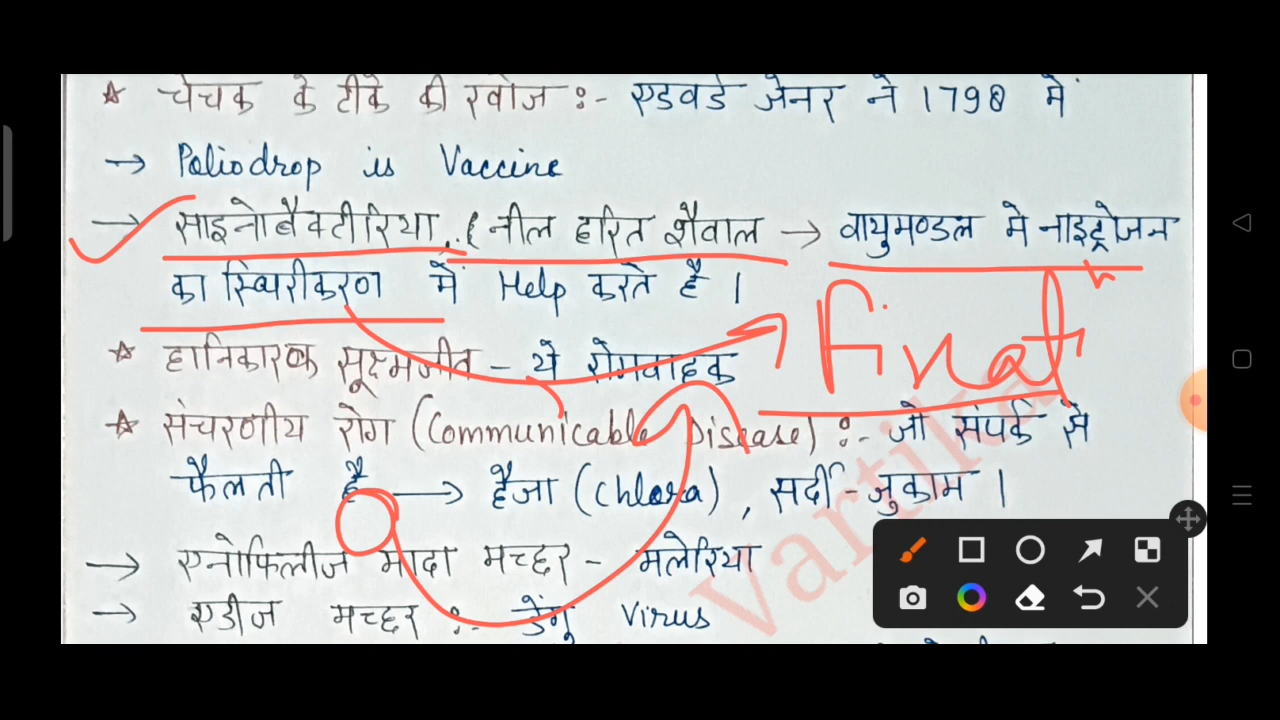 ☆ चेचक के टीके की खोज :- एडवर्ड जेनर ने 1798 में
→ Poliodrop is Vaccine
→ साइनोबैक्टीरिया, ( नील हरित शैवाल → वायुमण्डल मे नाइट्रोजन
का स्थिरीकरण में Help करते है ।
Final
☆ हानिकारक सूक्ष्मजीव - ये रोगवाहक
☆ संचरणीय रोग (Communicable Disease) :- जो संपर्क से
फैलती है → हैजा (Chlora) , सर्दी - जुकाम ।
→ एनोफिलीज मादा मच्छर - मलेरिया
→ एडीज मच्छर :- डेंगू Virus
Vartika